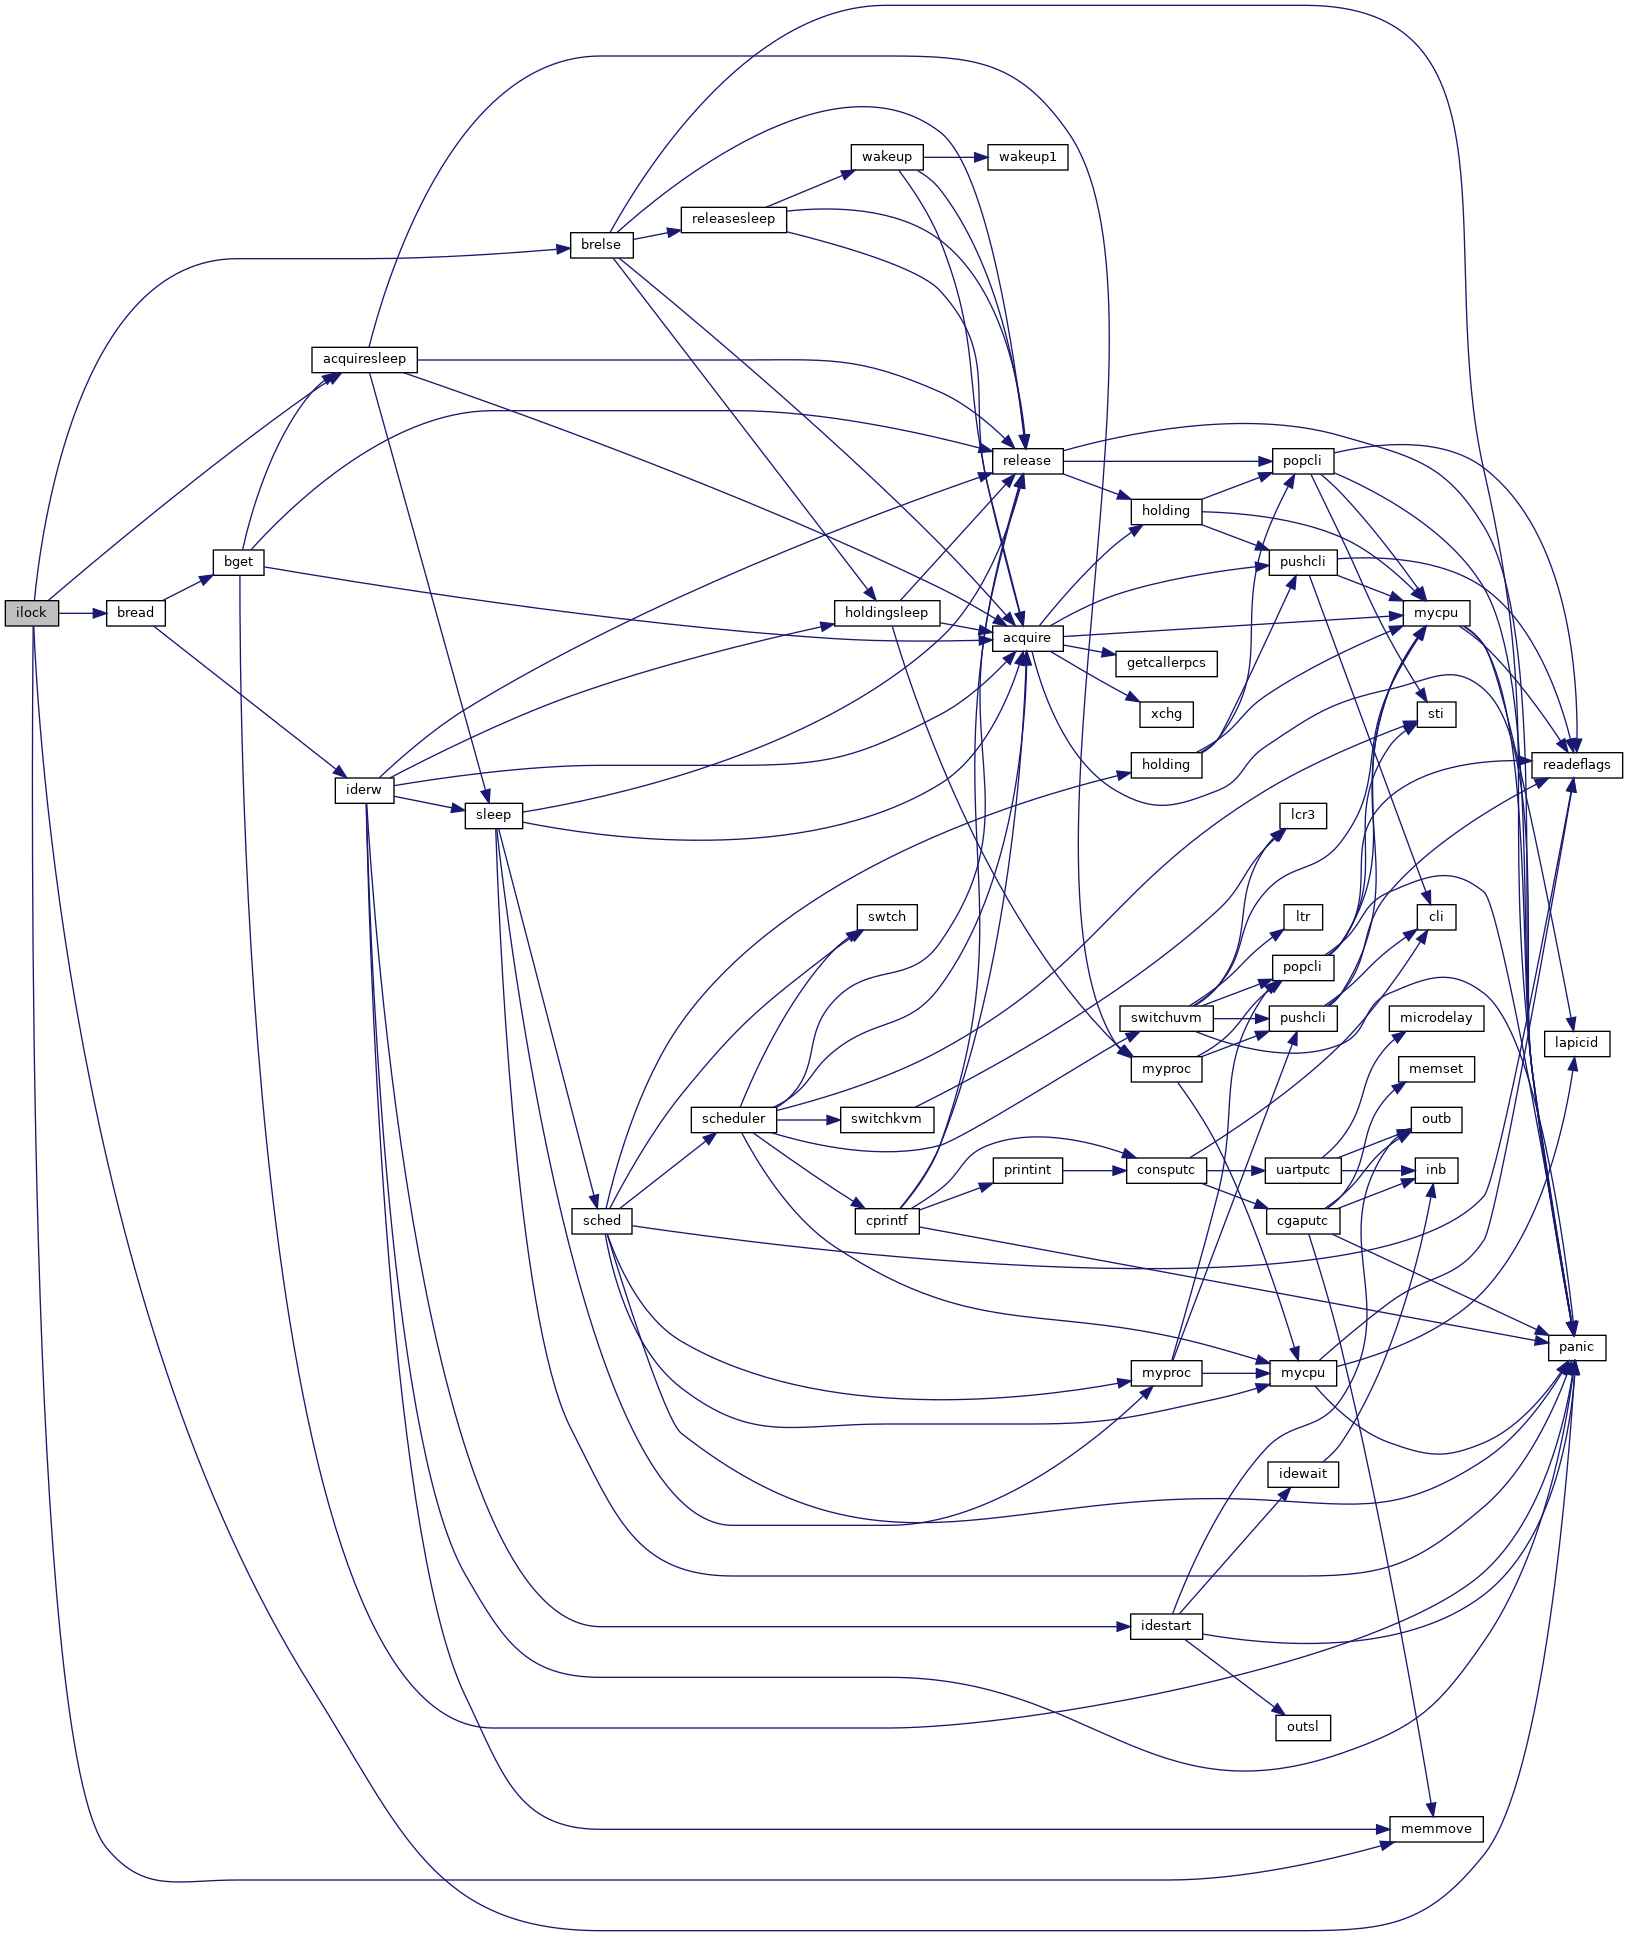 wakeup
wakeup1
releasesleep
brelse
acquiresleep
release
popcli
holding
bget
pushcli
ilock
bread
holdingsleep
mycpu
acquire
getcallerpcs
xchg
sti
holding
readeflags
iderw
sleep
lcr3
swtch
ltr
cli
popcli
switchuvm
pushcli
microdelay
lapicid
myproc
memset
scheduler
switchkvm
outb
printint
consputc
uartputc
inb
sched
cprintf
cgaputc
panic
myproc
mycpu
idewait
idestart
outsl
memmove